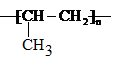 –[CH – CH₂]ₙ
CH₃